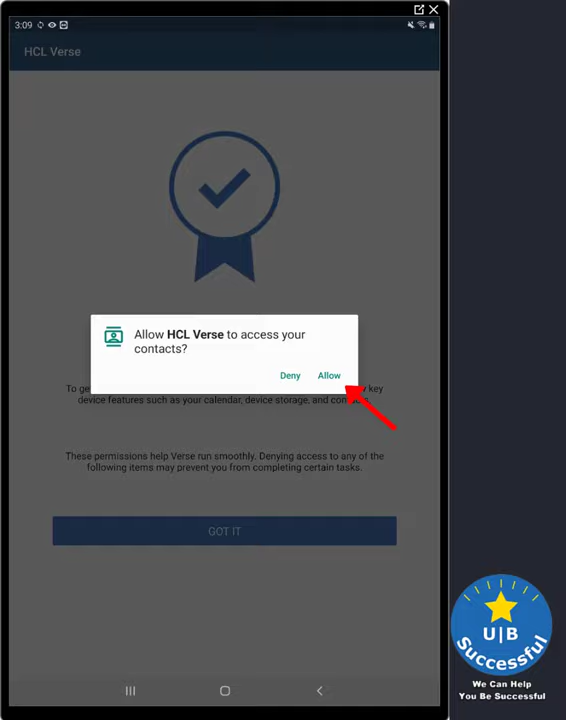 3:09
HCL Verse
Allow HCL Verse to access your
contacts?
Deny Allow
To ge key
device features such as your calendar, device storage, and
These permissions help Verse run smoothly. Denying access to any of the
following items may prevent you from completing certain tasks.
GOT IT
U|B
Successful
We Can Help
You Be Successful